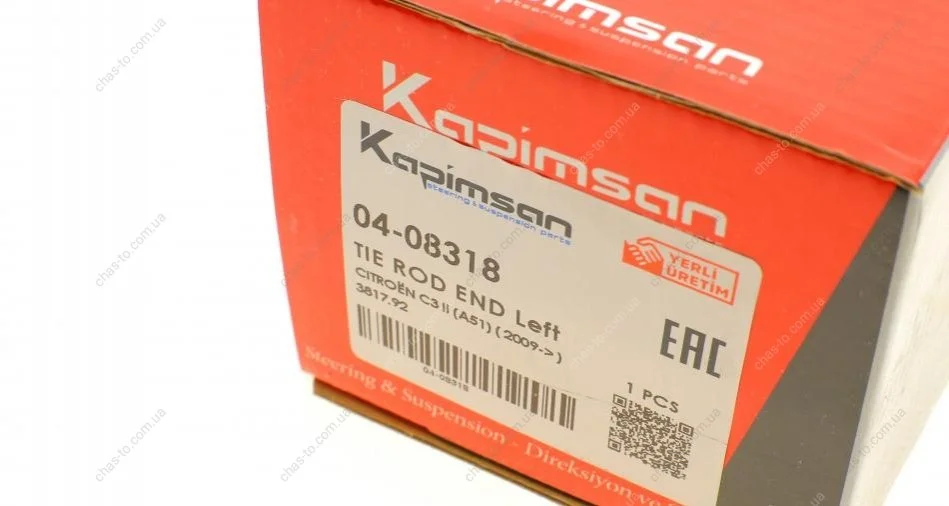 Kapimsan
steering & suspension parts
Kapimsan
Kapimsan
steering & suspension parts
04-08318
TIE ROD END Left
CITROËN C3 II (A51) ( 2009-> )
3817.92
04-08318
YERLİ
ÜRETİM
EAC
1 PCS
Steering & Suspension - Direksiyon ve
chas-to.com.ua